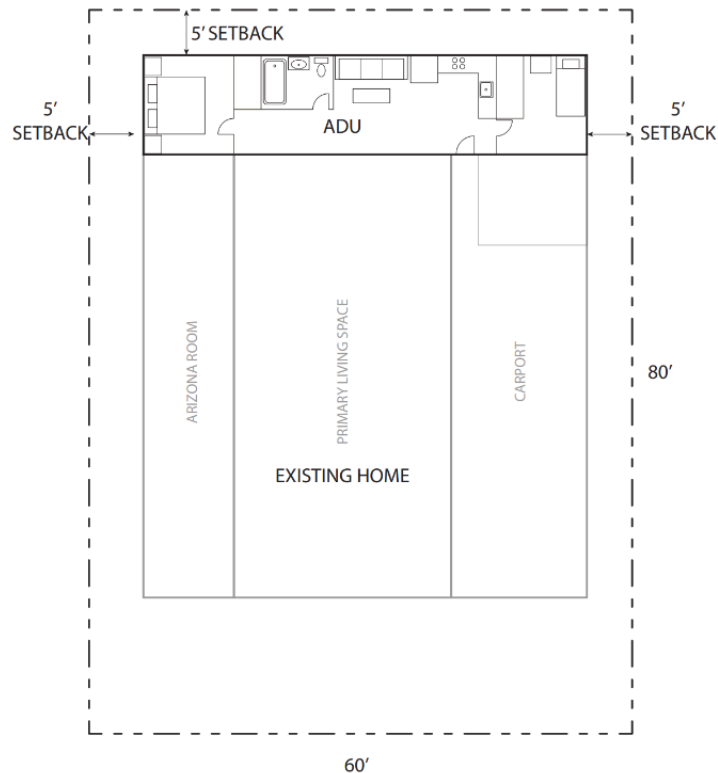 5’ SETBACK
5’
SETBACK
5’
SETBACK
ADU
ARIZONA ROOM
PRIMARY LIVING SPACE
CARPORT
80’
EXISTING HOME
60’